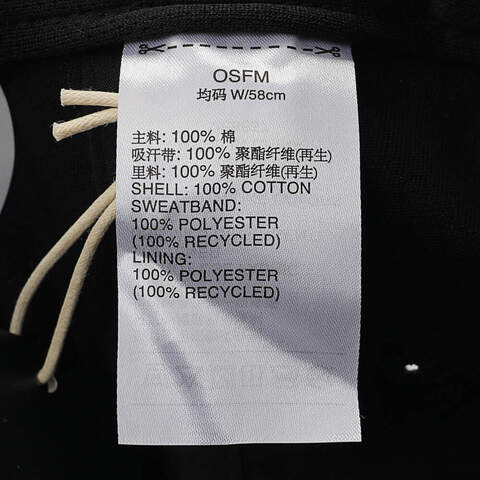 OSFM
均码 W/58cm
主料: 100% 棉
吸汗带: 100% 聚酯纤维(再生)
里料: 100% 聚酯纤维(再生)
SHELL: 100% COTTON
SWEATBAND:
100% POLYESTER
(100% RECYCLED)
LINING:
100% POLYESTER
(100% RECYCLED)